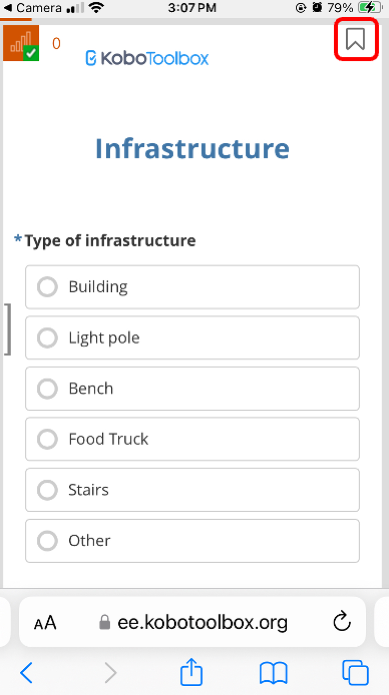 Camera
3:07 PM
79%
0
KoboToolbox
Infrastructure
* Type of infrastructure
Building
Light pole
Bench
Food Truck
Stairs
Other
AA
ee.kobotoolbox.org